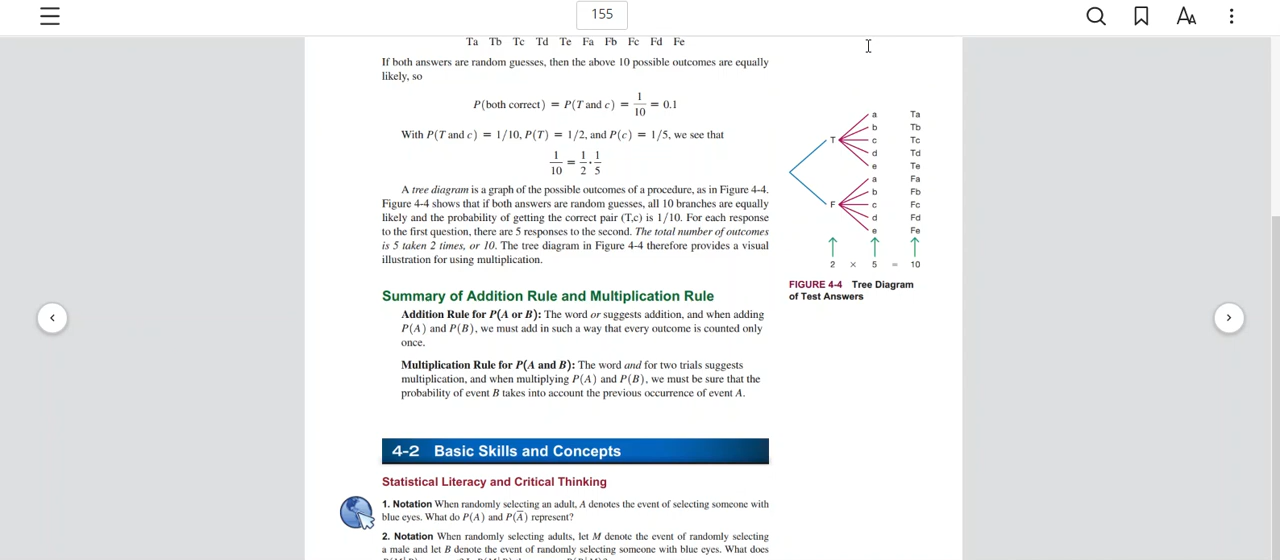 155
Ta Tb Tc Td Te Fa Fb Fc Fd Fe
If both answers are random guesses, then the above 10 possible outcomes are equally
likely, so
P(both correct) = P(T and c) = 1/10 = 0.1
With P(T and c) = 1/10, P(T) = 1/2, and P(c) = 1/5, we see that
1/10 = 1/2 · 1/5
A tree diagram is a graph of the possible outcomes of a procedure, as in Figure 4-4.
Figure 4-4 shows that if both answers are random guesses, all 10 branches are equally
likely and the probability of getting the correct pair (T,c) is 1/10. For each response
to the first question, there are 5 responses to the second. The total number of outcomes
is 5 taken 2 times, or 10. The tree diagram in Figure 4-4 therefore provides a visual
illustration for using multiplication.
Summary of Addition Rule and Multiplication Rule
Addition Rule for P(A or B): The word or suggests addition, and when adding
P(A) and P(B), we must add in such a way that every outcome is counted only
once.
Multiplication Rule for P(A and B): The word and for two trials suggests
multiplication, and when multiplying P(A) and P(B), we must be sure that the
probability of event B takes into account the previous occurrence of event A.
4-2 Basic Skills and Concepts
Statistical Literacy and Critical Thinking
1. Notation When randomly selecting an adult, A denotes the event of selecting someone with
blue eyes. What do P(A) and P(A̅) represent?
2. Notation When randomly selecting adults, let M denote the event of randomly selecting
a male and let B denote the event of randomly selecting someone with blue eyes. What does
a Ta
b Tb
T c Tc
d Td
e Te
a Fa
b Fb
F c Fc
d Fd
e Fe
2 × 5 = 10
FIGURE 4-4 Tree Diagram
of Test Answers